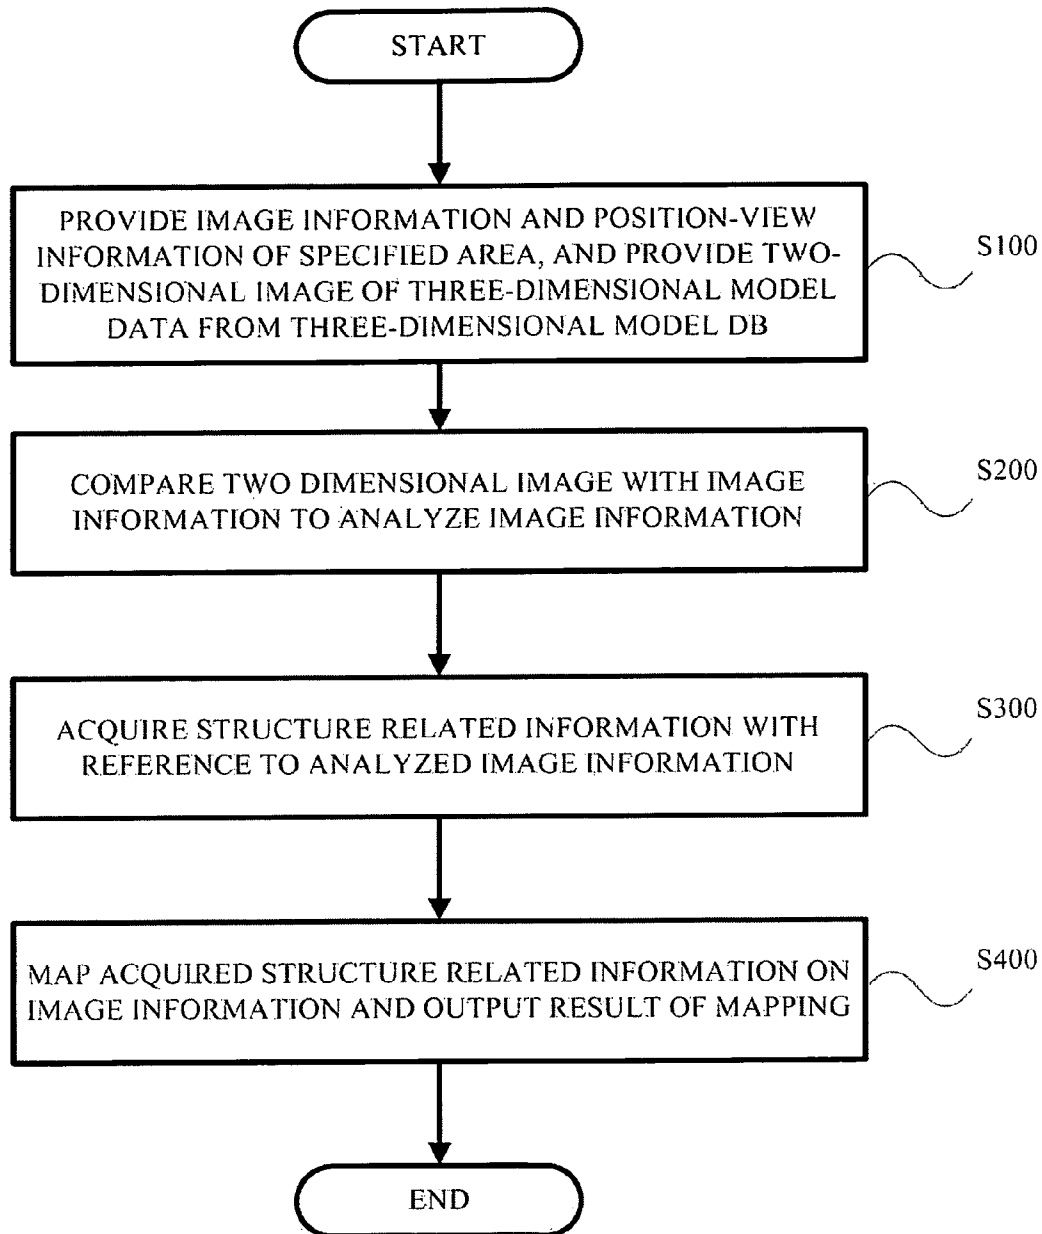 START
PROVIDE IMAGE INFORMATION AND POSITION-VIEW
INFORMATION OF SPECIFIED AREA, AND PROVIDE TWO-
DIMENSIONAL IMAGE OF THREE-DIMENSIONAL MODEL
DATA FROM THREE-DIMENSIONAL MODEL DB
S100
COMPARE TWO DIMENSIONAL IMAGE WITH IMAGE
INFORMATION TO ANALYZE IMAGE INFORMATION
S200
ACQUIRE STRUCTURE RELATED INFORMATION WITH
REFERENCE TO ANALYZED IMAGE INFORMATION
S300
MAP ACQUIRED STRUCTURE RELATED INFORMATION ON
IMAGE INFORMATION AND OUTPUT RESULT OF MAPPING
S400
END